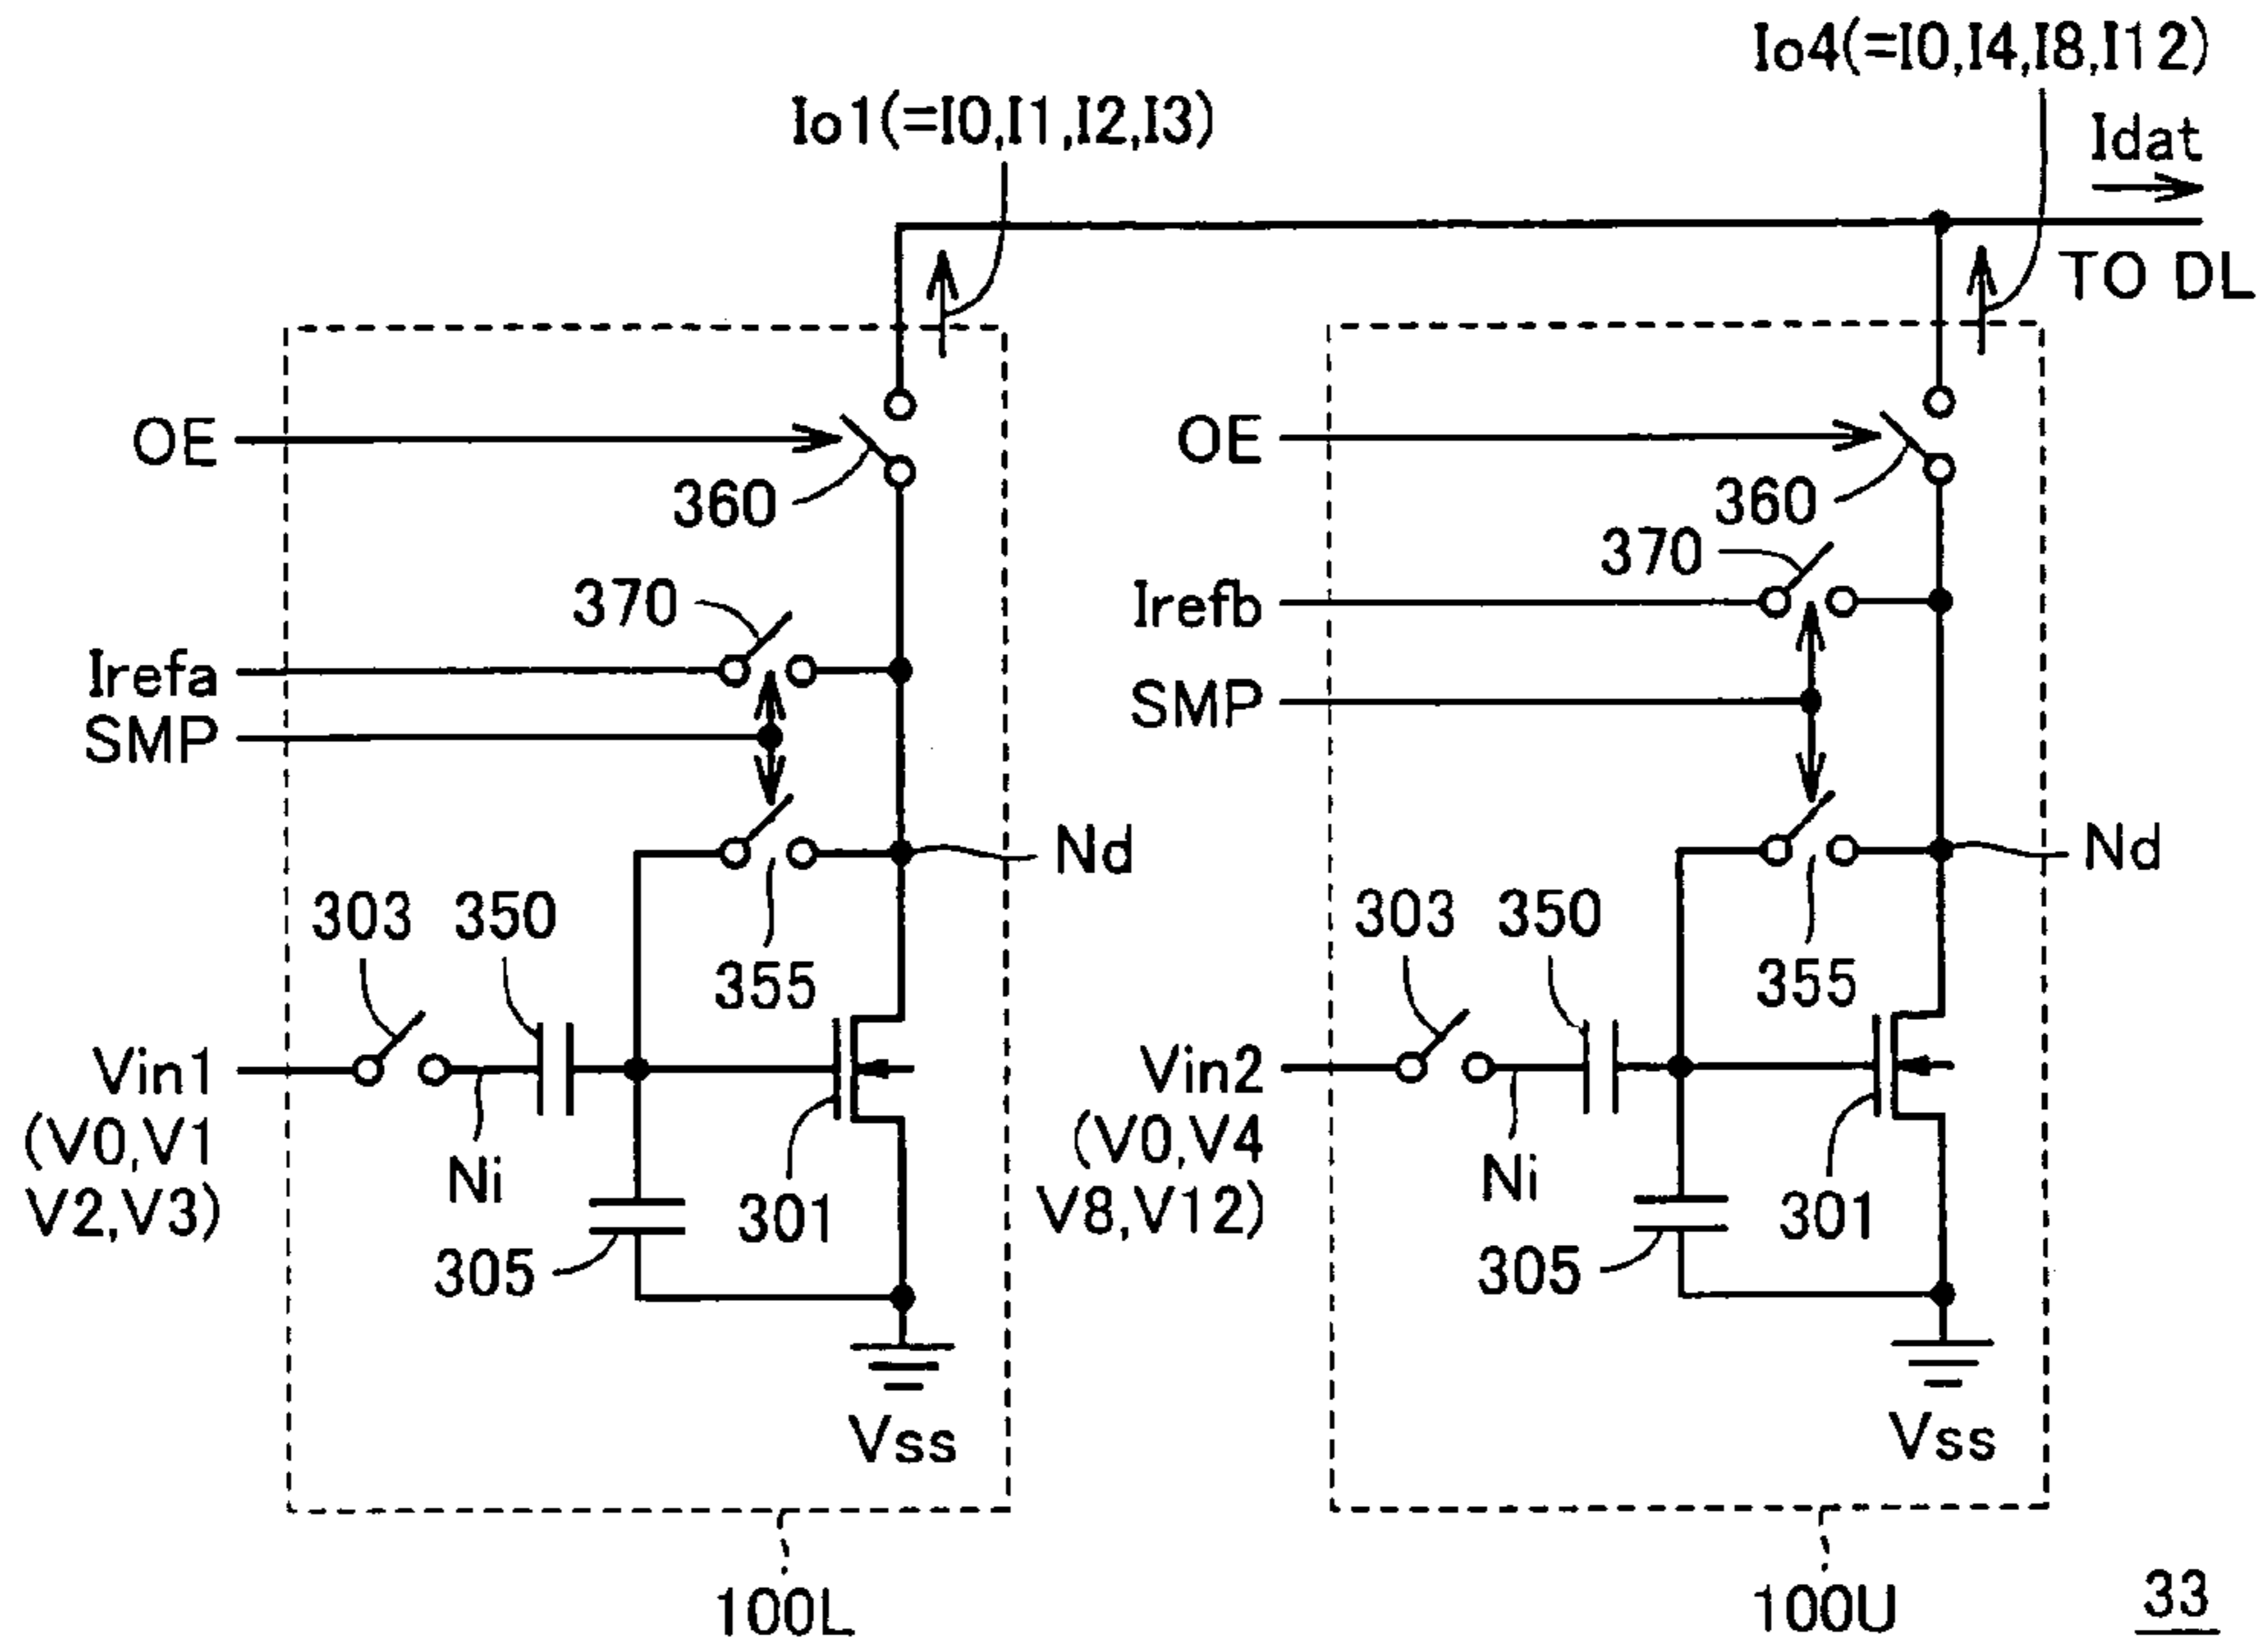 Io4(=I0,I4,I8,I12)
Io1(=I0,I1,I2,I3)
Idat
TO DL
OE
360
370
Irefa
SMP
Nd
303
350
355
Vin1
(V0,V1
V2,V3)
Ni
305
301
Vss
100L
OE
360
370
Irefb
SMP
Nd
303
350
355
Vin2
(V0,V4
V8,V12)
Ni
305
301
Vss
100U
33